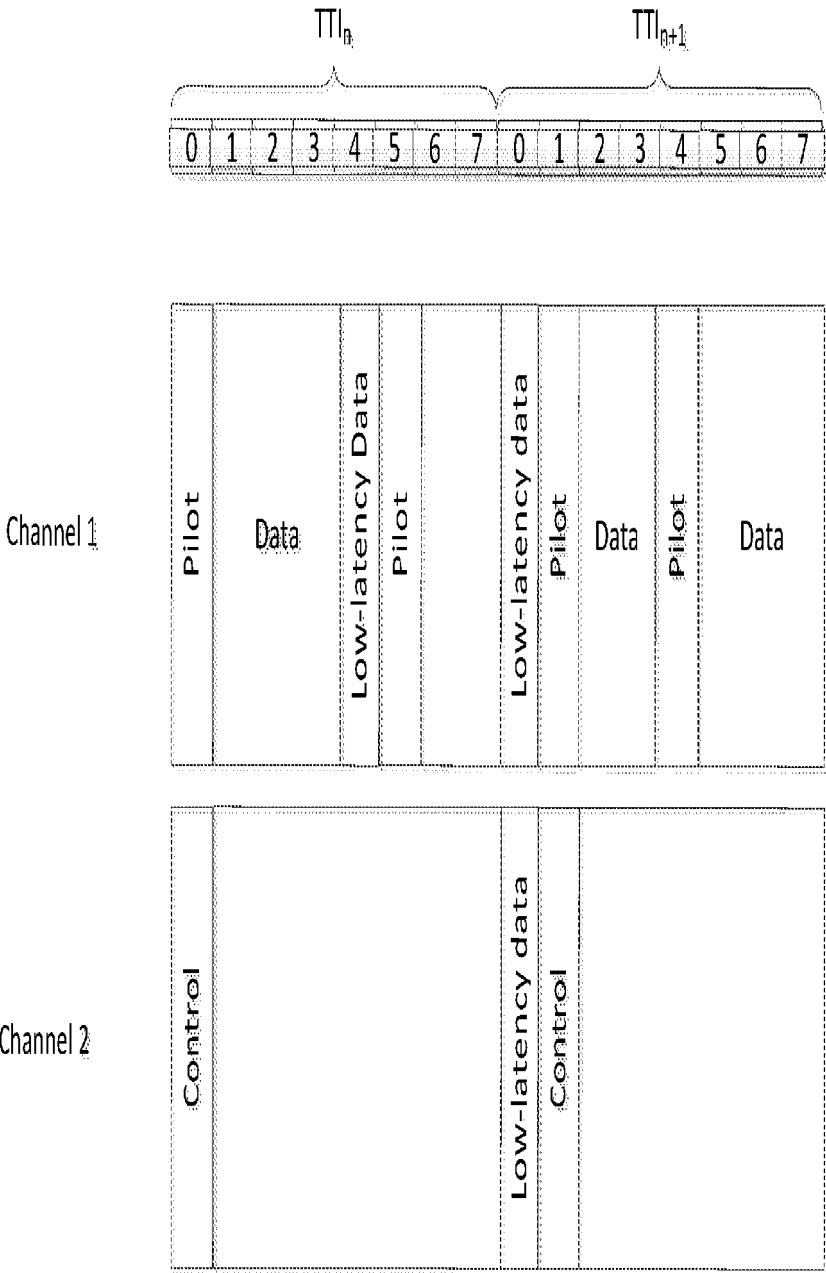 TTIn TTIn+1
0 1 2 3 4 5 6 7 0 1 2 3 4 5 6 7
Channel 1
Pilot
Data
Low-latency Data
Pilot
Low-latency data
Pilot
Data
Pilot
Data
Channel 2
Control
Low-latency data
Control